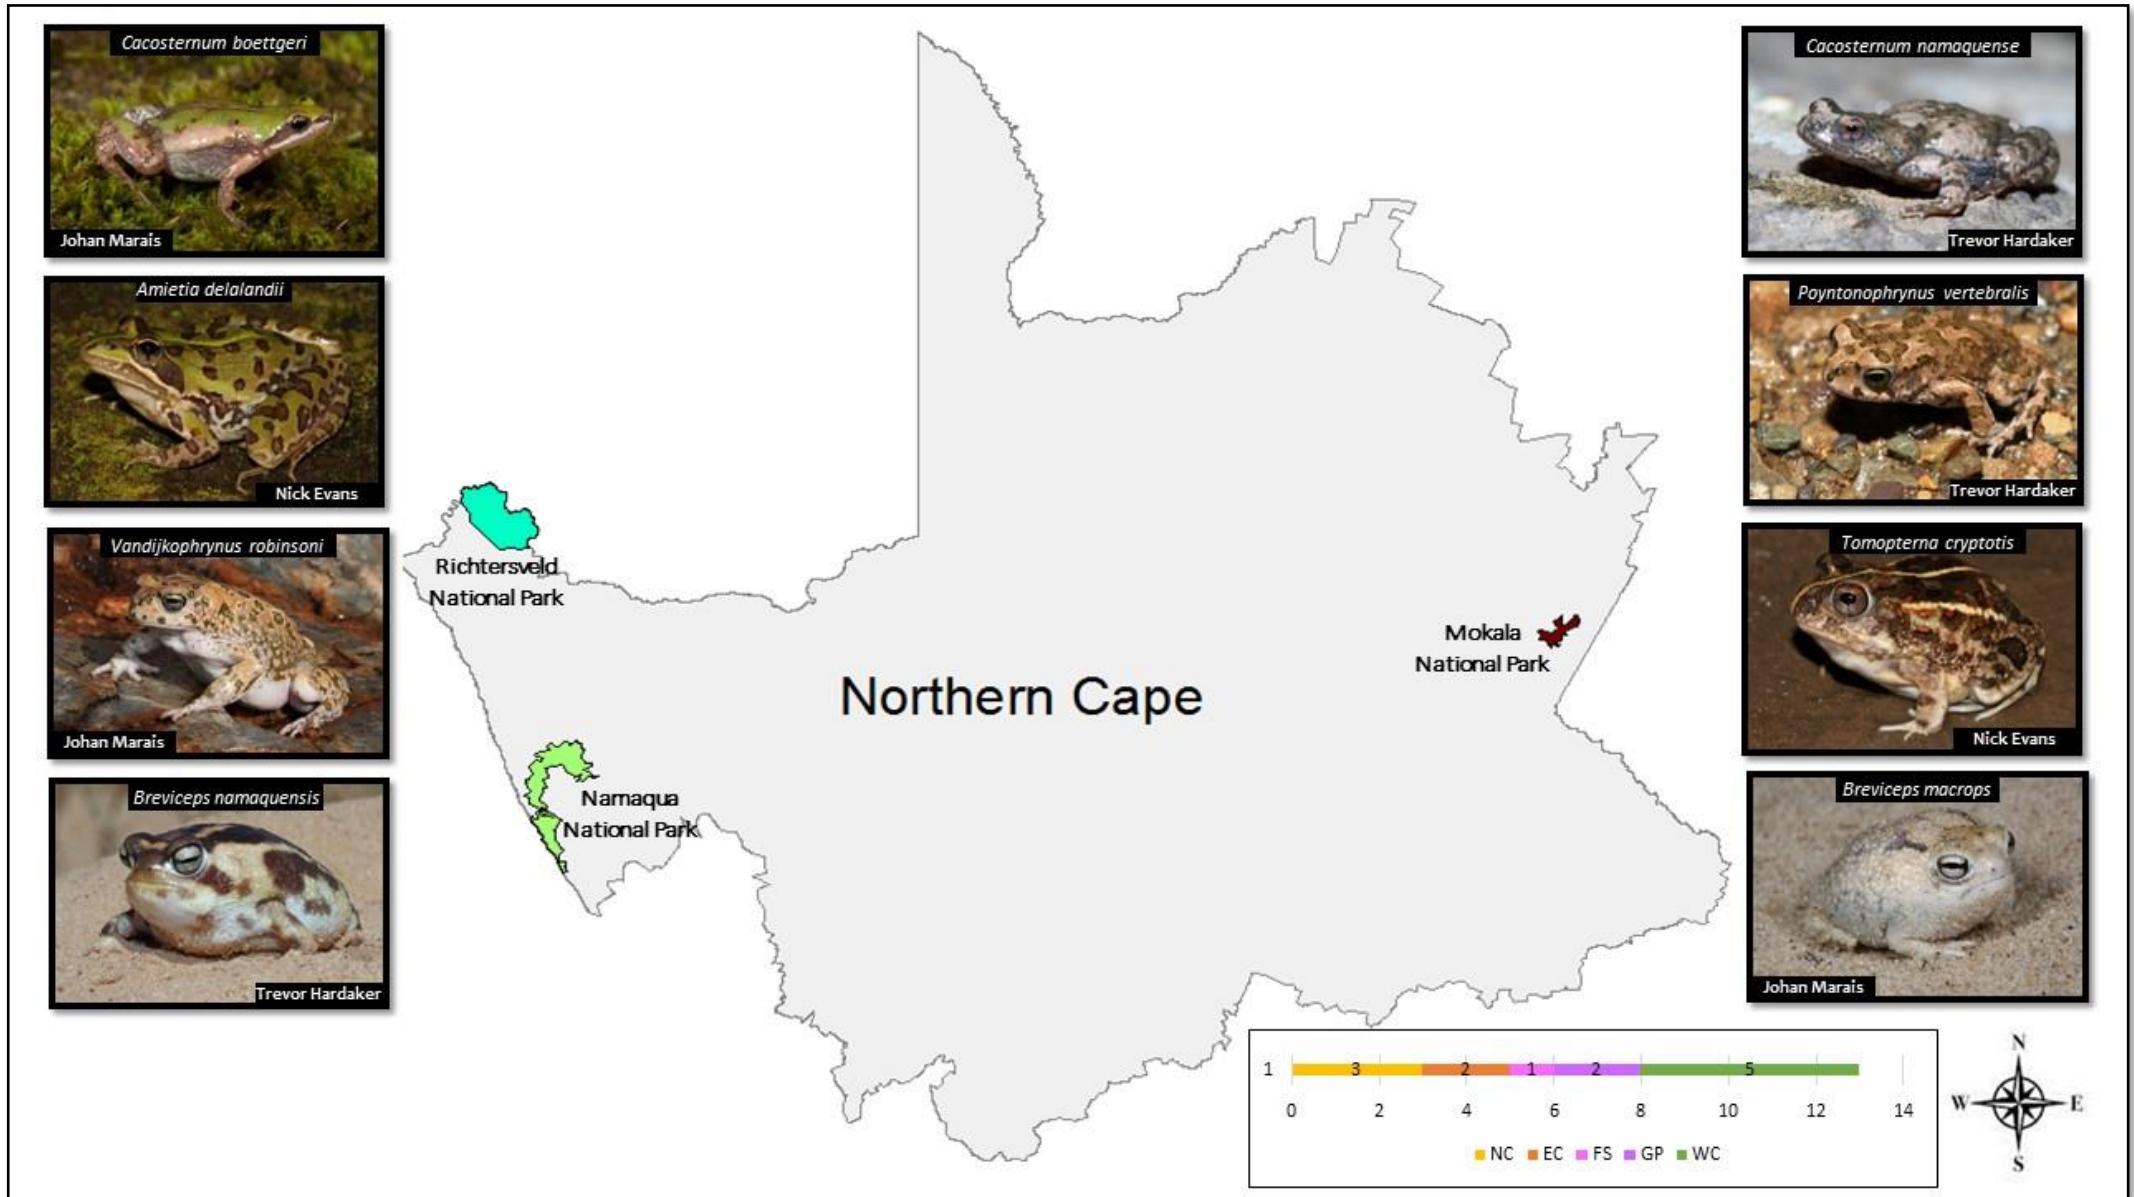 Cacosternum boettgeri
Johan Marais
Amietia delalandii
Nick Evans
Vandijkophrynus robinsoni
Johan Marais
Breviceps namaquensis
Trevor Hardaker
Richtersveld
National Park
Namaqua
National Park
Northern Cape
Mokala
National Park
Cacosternum namaquense
Trevor Hardaker
Poyntonophrynus vertebralis
Trevor Hardaker
Tomopterna cryptotis
Nick Evans
Breviceps macrops
Johan Marais
1 3 2 1 2 5
0 2 4 6 8 10 12 14
NC EC FS GP WC
N
W E
S